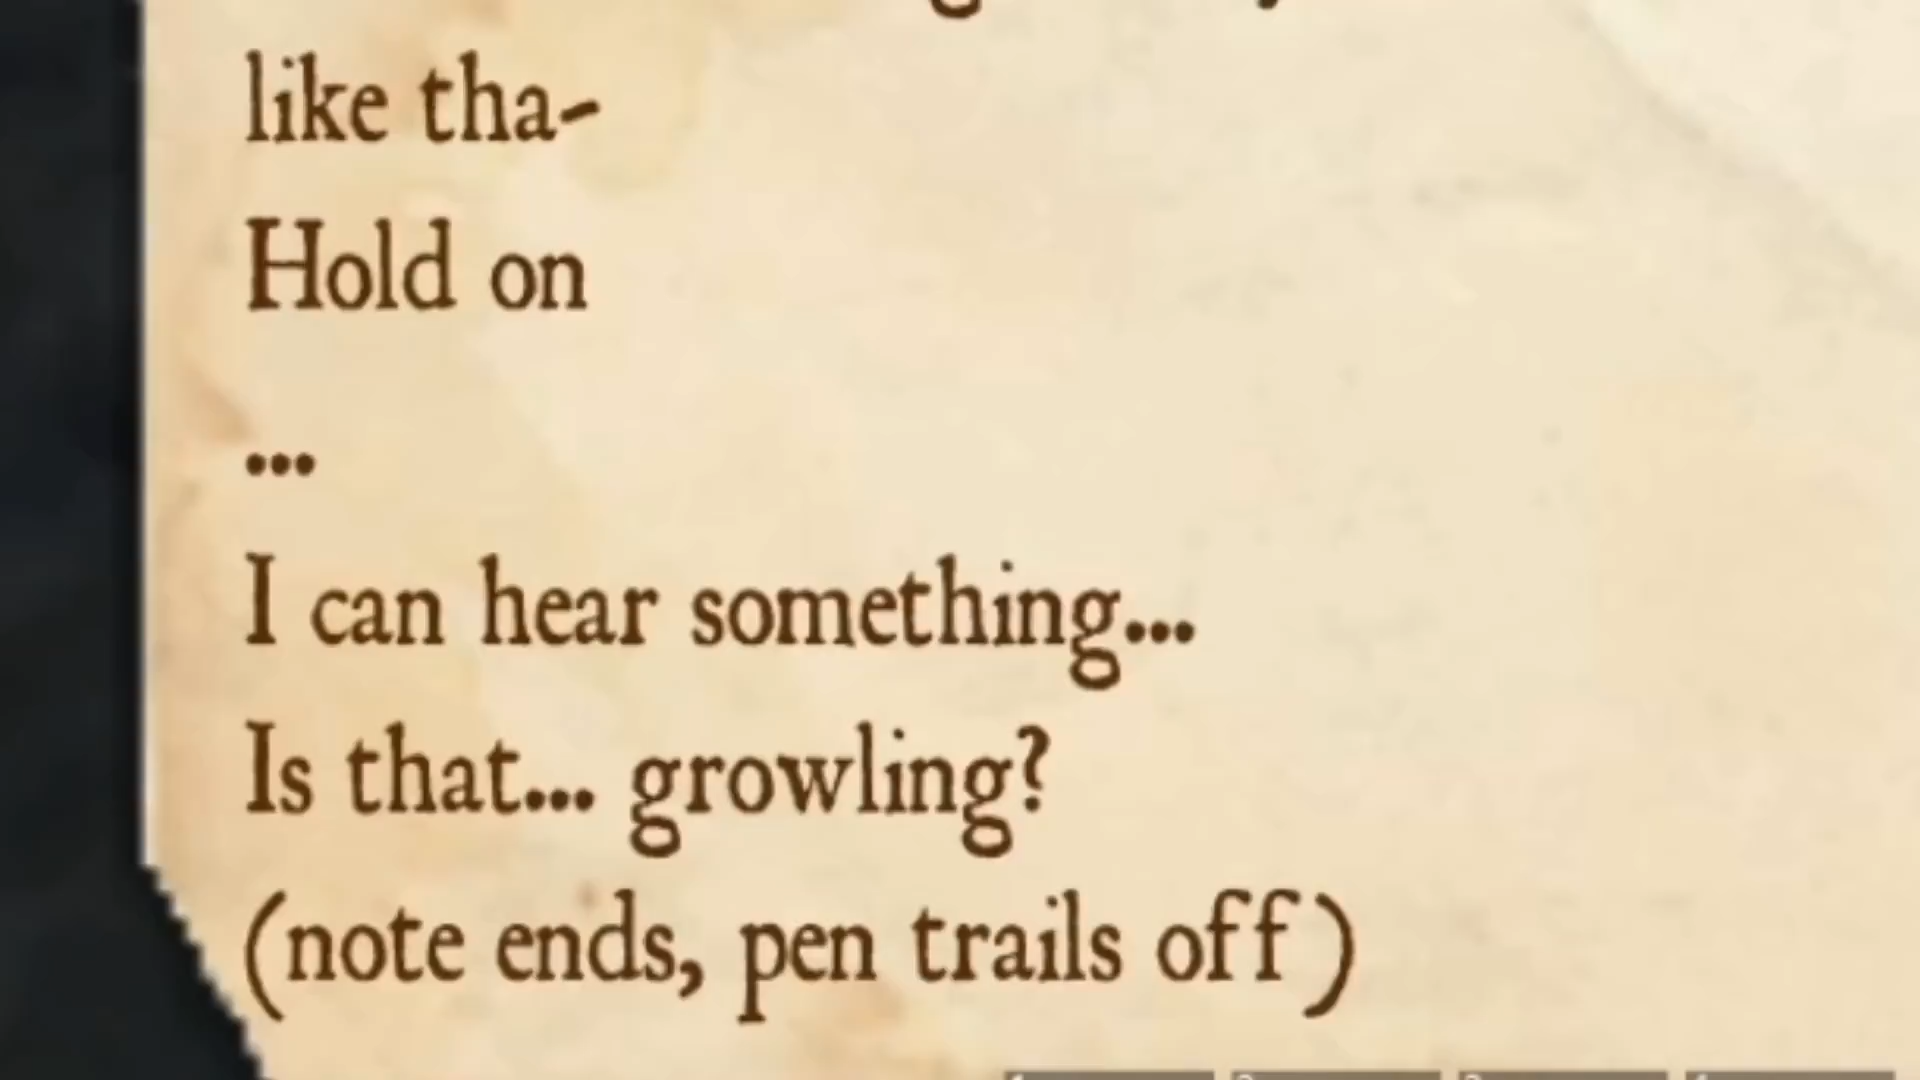 like tha-
Hold on
...
I can hear something...
Is that... growling?
(note ends, pen trails off)